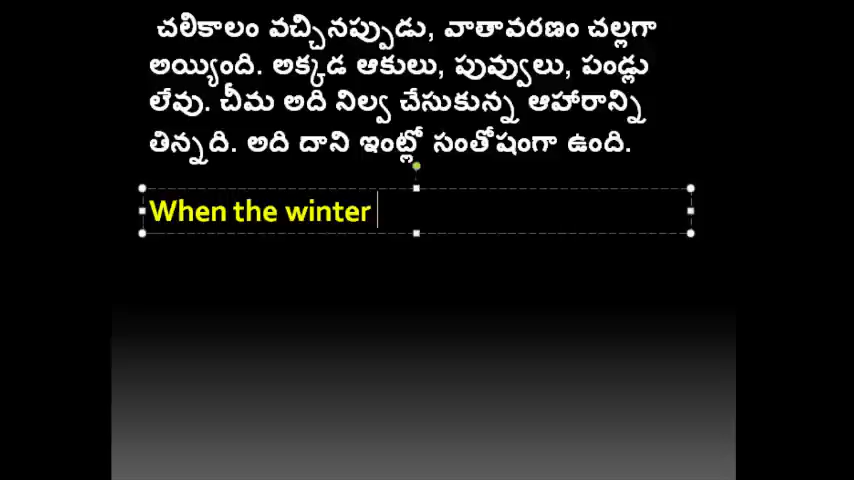 చలికాలం వచ్చినప్పుడు, వాతావరణం చల్లగా
అయ్యింది. అక్కడ ఆకులు, పువ్వులు, పండ్లు
లేవు. చీమ అది నిల్వ చేసుకున్న ఆహారాన్ని
తిన్నది. అది దాని ఇంట్లో సంతోషంగా ఉంది.
When the winter